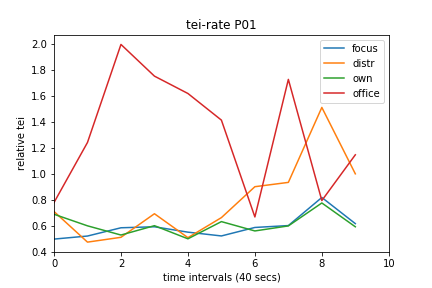 tei-rate P01
relative tei
2.0
1.8
1.6
1.4
1.2
1.0
0.8
0.6
0.4
focus
distr
own
office
0 2 4 6 8 10
time intervals (40 secs)